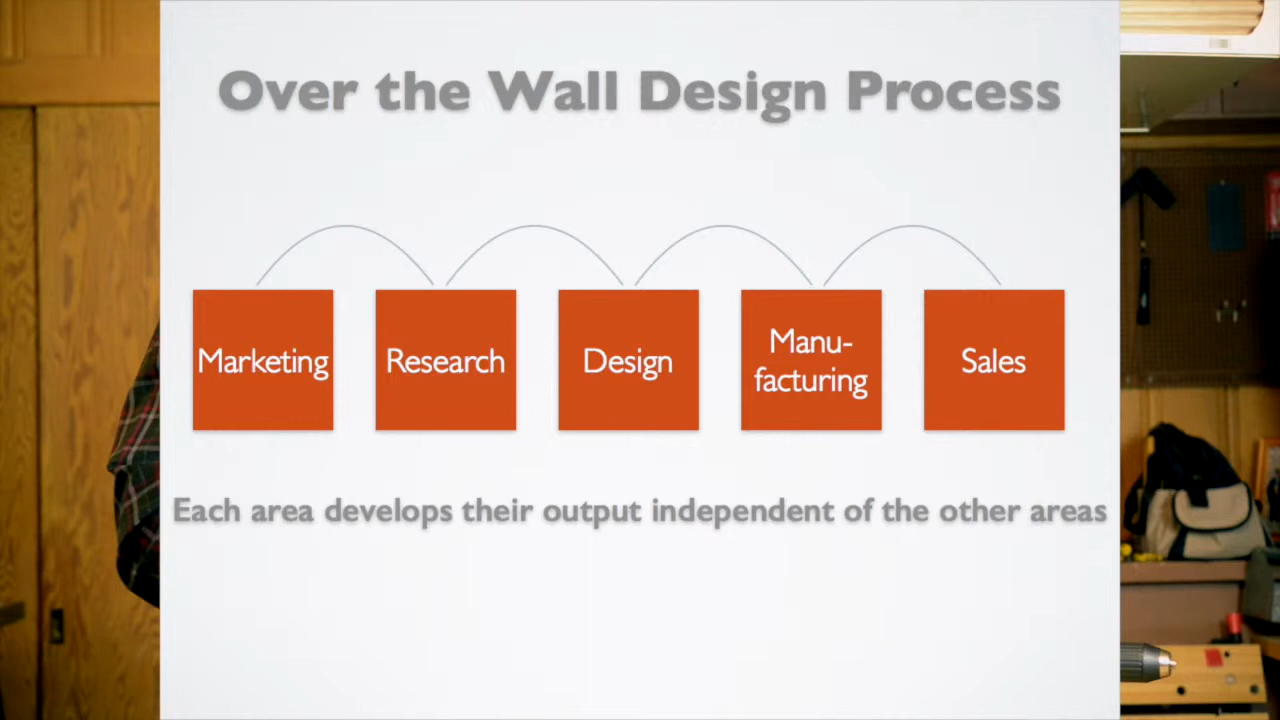 Over the Wall Design Process
Marketing
Research
Design
Manu-
facturing
Sales
Each area develops their output independent of the other areas